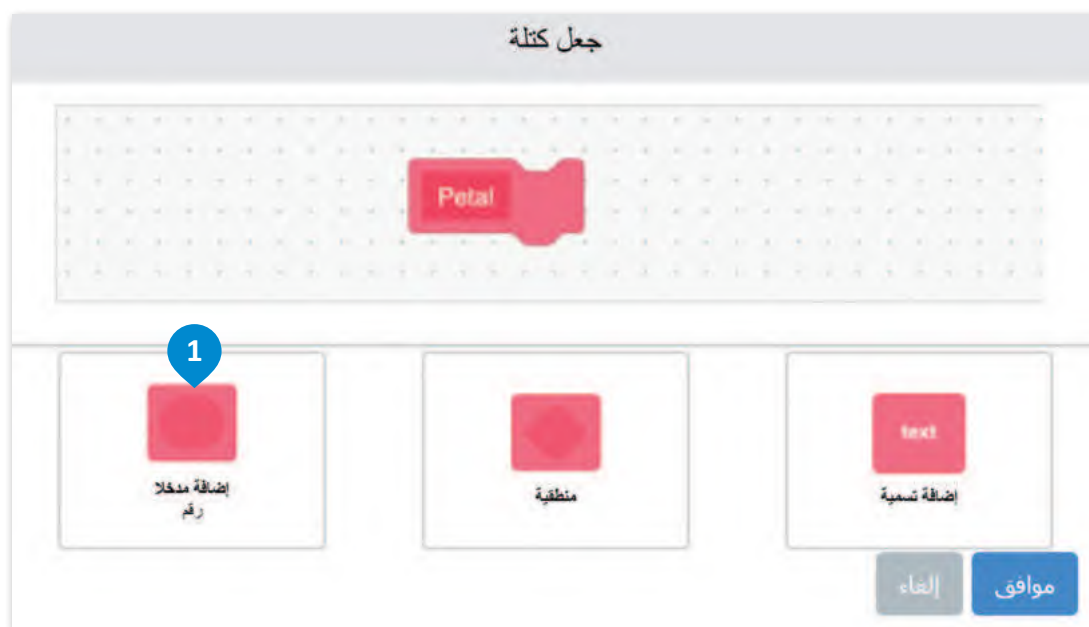 جعل كتلة
Petal
1
text
إضافة تسمية
منطقية
إضافة مدخلا
رقم
موافق
إلغاء